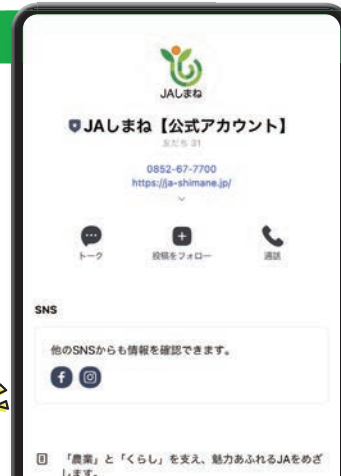 JAしまね
JAしまね【公式アカウント】
友だち 31
0852-67-7700
https://ja-shimane.jp/
トーク
投稿をフォロー
通話
SNS
他のSNSからも情報を確認できます。
「農業」と「くらし」を支え、魅力あふれるJAをめざ
します。